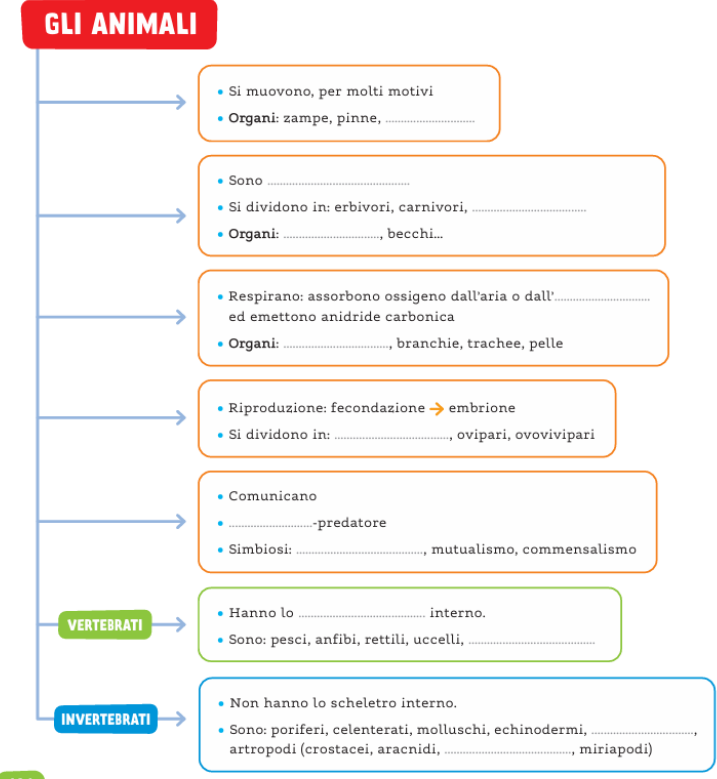 GLI ANIMALI
• Si muovono, per molti motivi
• Organi: zampe, pinne, ..............................
• Sono ..............................................
• Si dividono in: erbivori, carnivori, .....................................
• Organi: ..............................., becchi...
• Respirano: assorbono ossigeno dall'aria o dall'...............................
ed emettono anidride carbonica
• Organi: .................................., branchie, trachee, pelle
• Riproduzione: fecondazione → embrione
• Si dividono in: ....................................., ovipari, ovovivipari
• Comunicano
• ...........................-predatore
• Simbiosi: ........................................., mutualismo, commensalismo
VERTEBRATI
• Hanno lo ......................................... interno.
• Sono: pesci, anfibi, rettili, uccelli, .........................................
INVERTEBRATI
• Non hanno lo scheletro interno.
• Sono: poriferi, celenterati, molluschi, echinodermi, .................................,
artropodi (crostacei, aracnidi, ........................................., miriapodi)